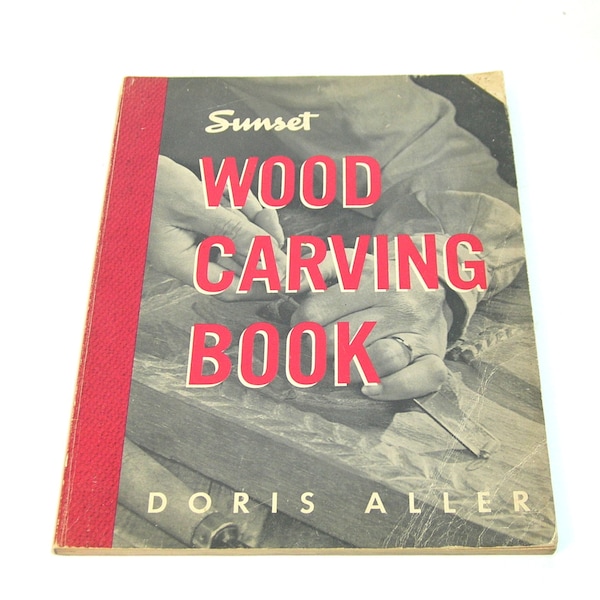 Sunset
WOOD
CARVING
BOOK
DORIS ALLER